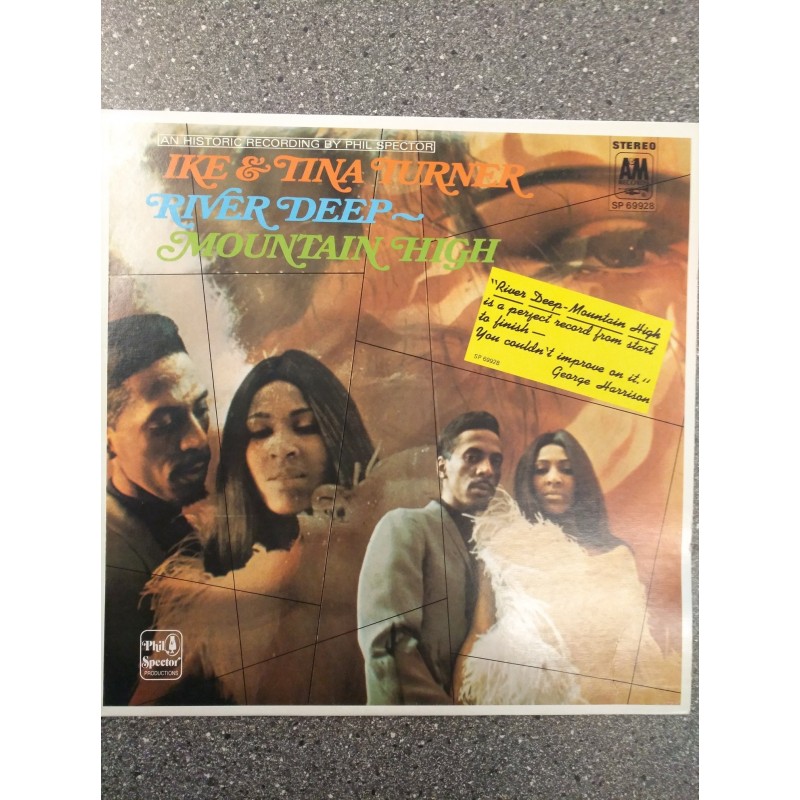 AN HISTORIC RECORDING BY PHIL SPECTOR
IKE & TINA TURNER
RIVER DEEP~
MOUNTAIN HIGH
STEREO
A&M
SP 69928
"River Deep-Mountain High
is a perfect record from start
to finish—
You couldn't improve on it."
George Harrison
SP 69928
Phil
Spector
PRODUCTIONS